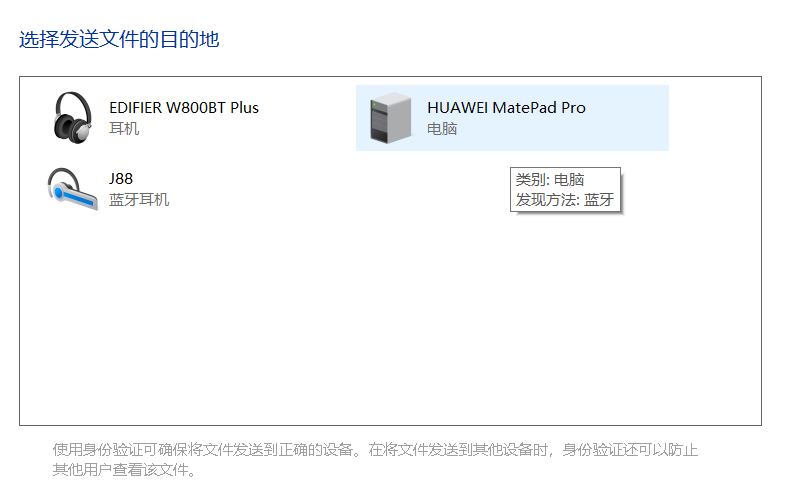 选择发送文件的目的地
EDIFIER W800BT Plus
耳机
HUAWEI MatePad Pro
电脑
J88
蓝牙耳机
类别: 电脑
发现方法: 蓝牙
使用身份验证可确保将文件发送到正确的设备。在将文件发送到其他设备时，身份验证还可以防止
其他用户查看该文件。